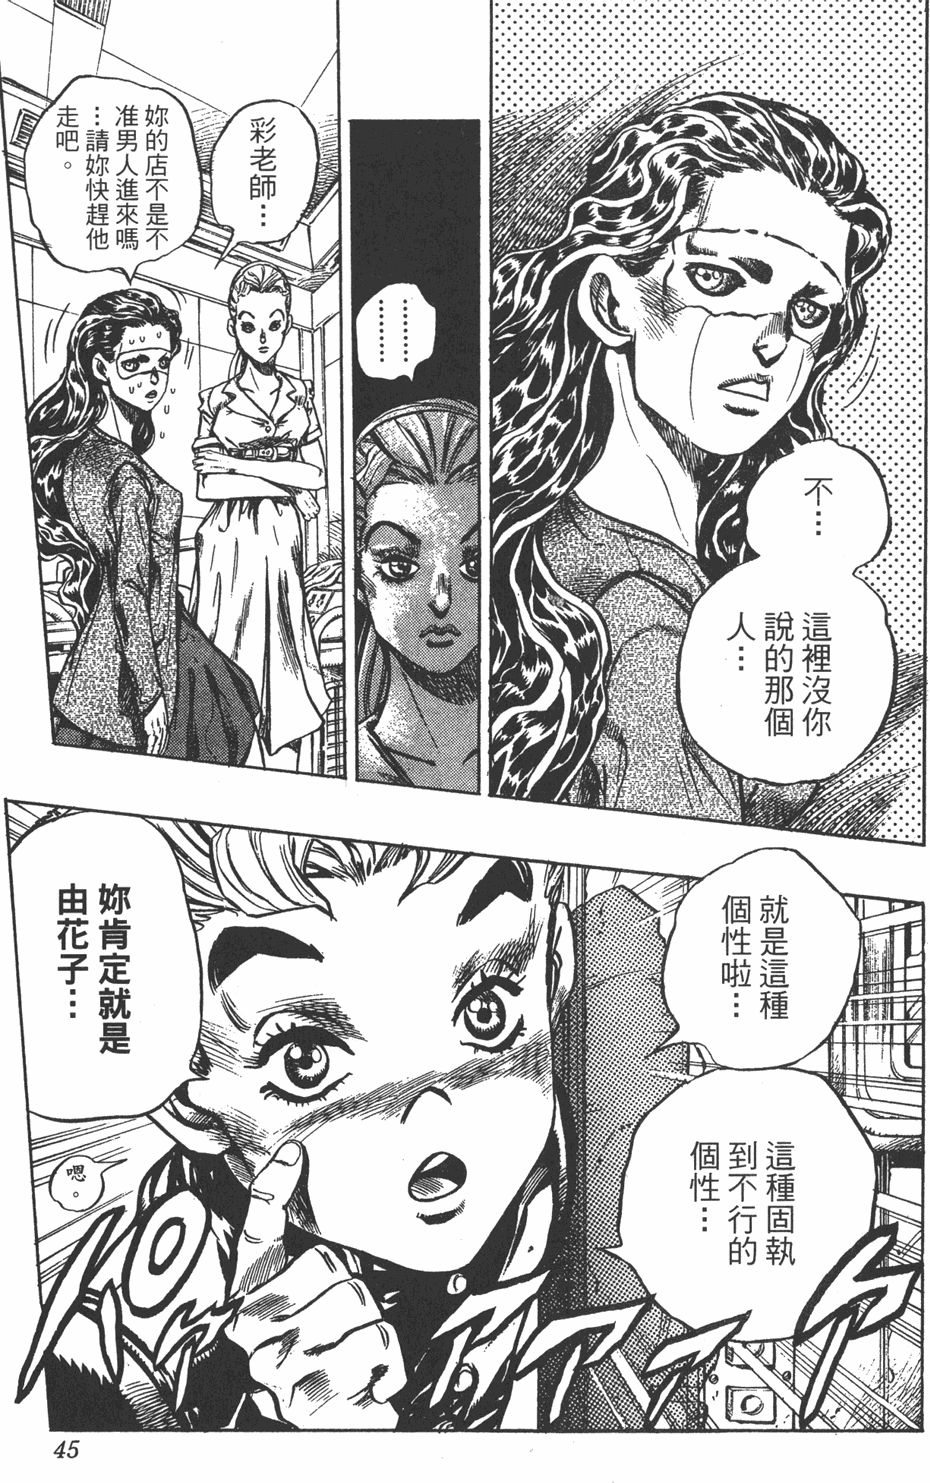 不…
這裡沒你
說的那個
人…
…………
彩老師…
妳的店不是不
准男人進來嗎
…請妳快趕他
走吧。
就是這種
個性啦…
這種固執
到不行的
個性…
妳肯定就是
由花子…
嗯。
45